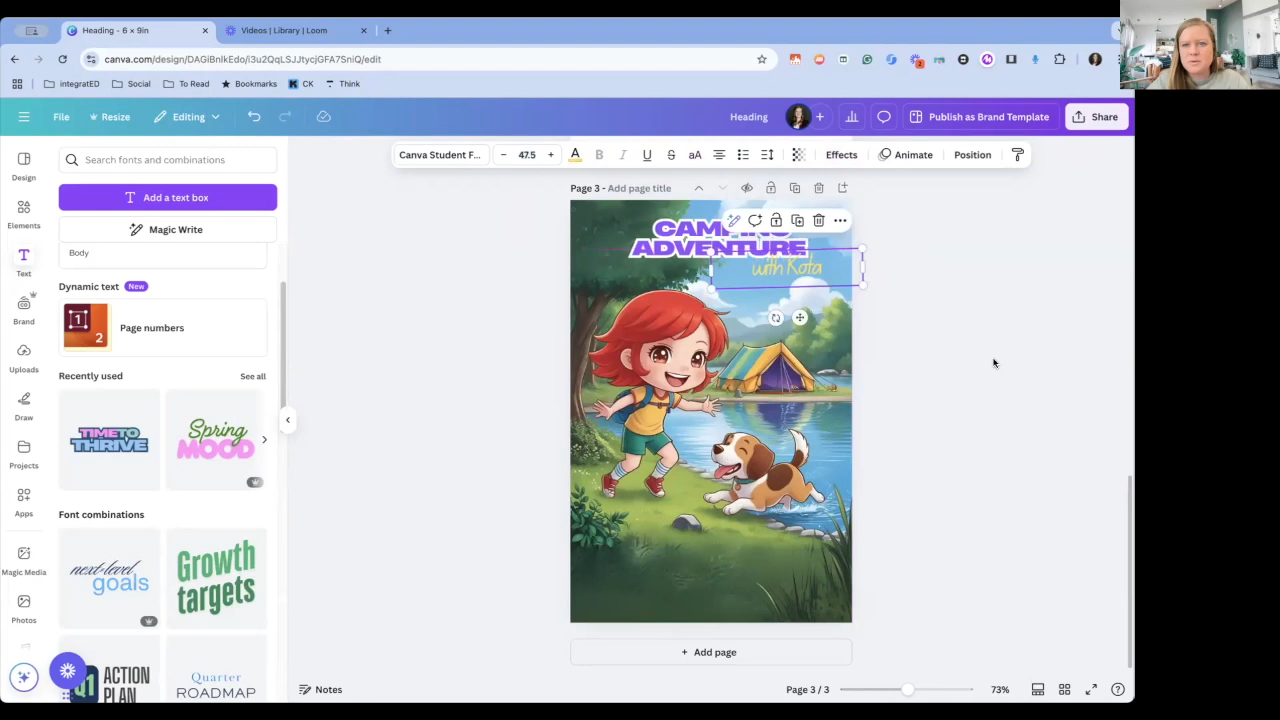 Heading - 6 × 9in
Videos | Library | Loom
canva.com/design/DAGiBnIkEdo/i3u2QqLSJJtycjGFA7SniQ/edit
integratED
Social
To Read
Bookmarks
CK
Think
File
Resize
Editing
Heading
Publish as Brand Template
Share
Design
Elements
Text
Brand
Uploads
Draw
Projects
Apps
Magic Media
Photos
Search fonts and combinations
Add a text box
Magic Write
Body
Dynamic text New
Page numbers
Recently used
See all
TIME TO
THRIVE
Spring
MOOD
Font combinations
next-level
goals
Growth
targets
Q1 ACTION
PLAN
Quarter
ROADMAP
Canva Student F...
47.5
Effects
Animate
Position
Page 3 - Add page title
ADVENTURE
with Kota
+ Add page
Notes
Page 3 / 3
73%